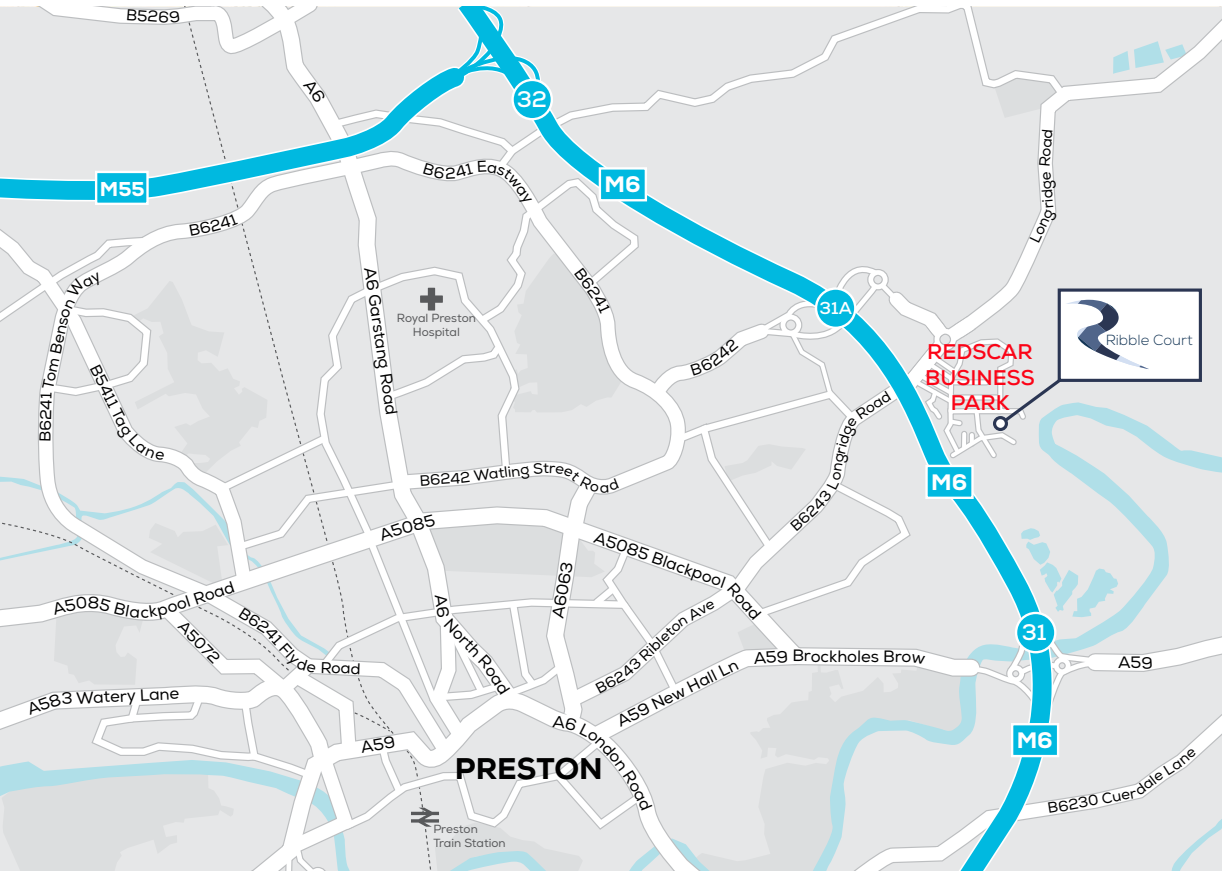 B5269
A6
32
M55
B6241 Eastway
M6
B6241
Longridge Road
B6241 Tom Benson Way
A6 Garstang Road
Royal Preston
Hospital
B6241
31A
B6242
Ribble Court
REDSCAR
BUSINESS
PARK
B5411 Tag Lane
B6242 Watling Street Road
B6243 Longridge Road
M6
A5085
A5085 Blackpool Road
A5085 Blackpool Road
A6063
A5072
B6241 Flyde Road
A6 North Road
B6243 Ribleton Ave
31
A59 Brockholes Brow
A59
A583 Watery Lane
A59 New Hall Ln
A59
A6 London Road
M6
PRESTON
B6230 Cuerdale Lane
Preston
Train Station